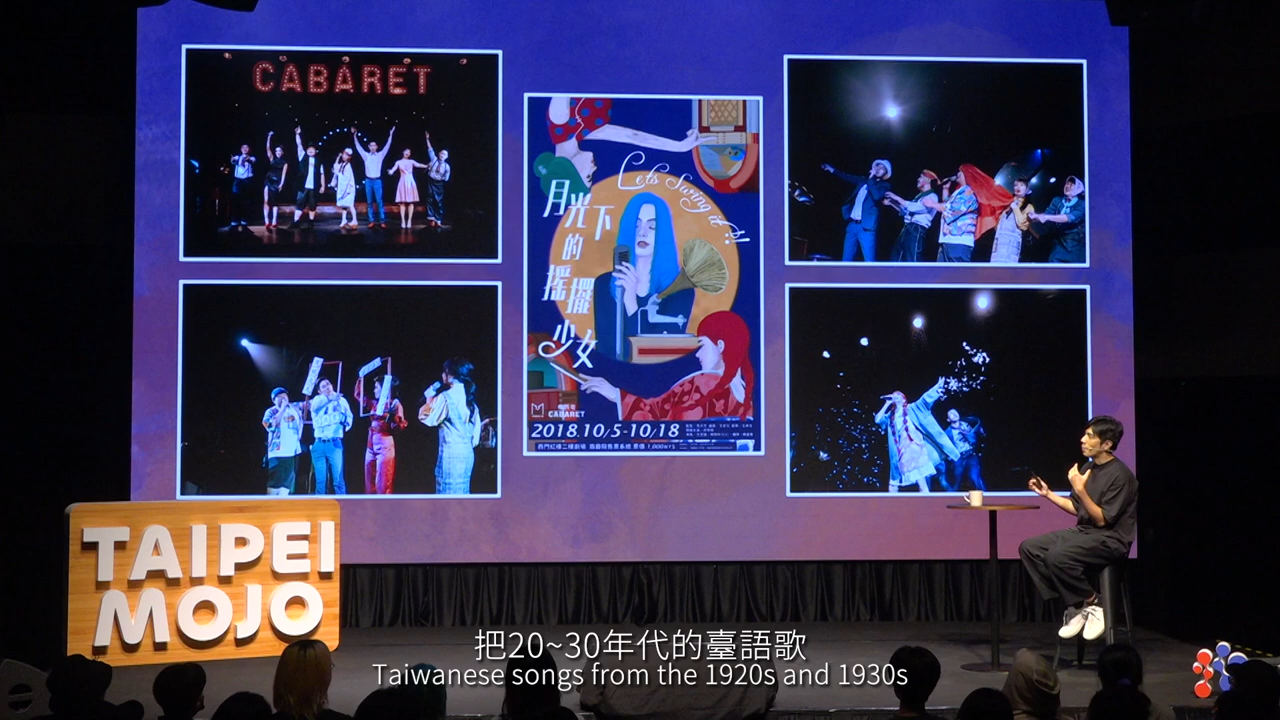 CABARET
Lets Swing it !!
月光下的搖擺少女
CABARET
2018.10/5-10/18
TAIPEI
MOJO
把20~30年代的臺語歌
Taiwanese songs from the 1920s and 1930s